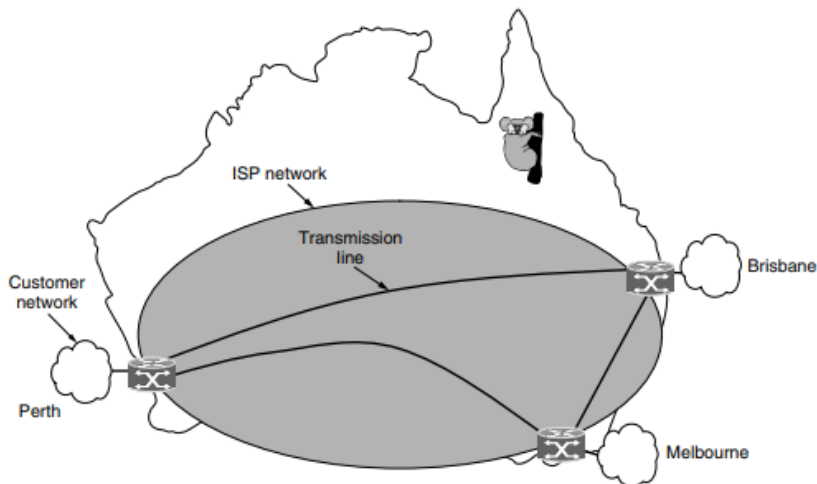 ISP network
Transmission
line
Brisbane
Customer
network
Perth
Melbourne